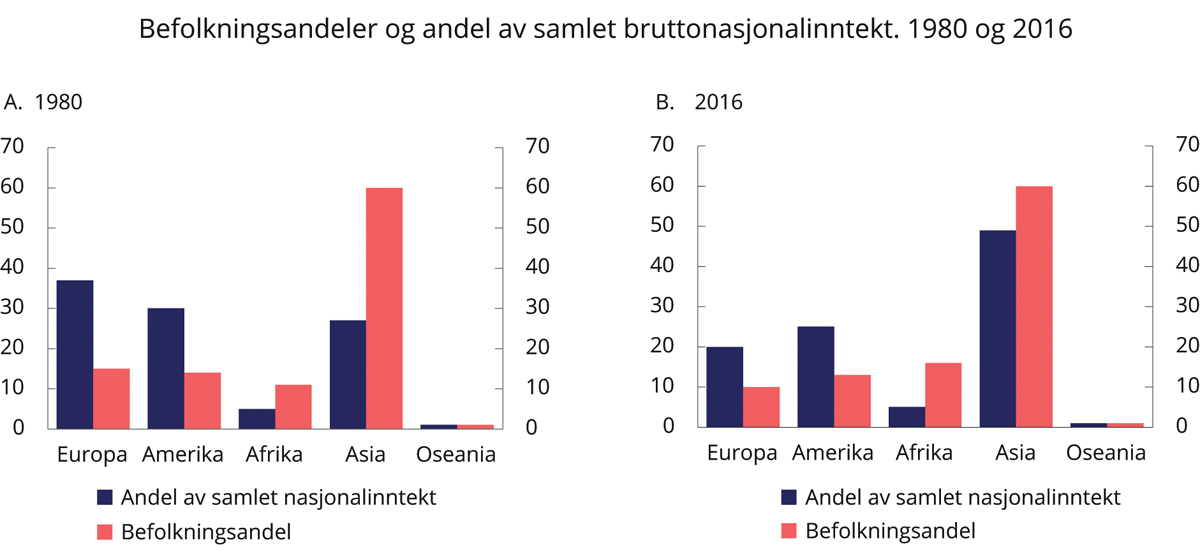 Befolkningsandeler og andel av samlet bruttonasjonalinntekt. 1980 og 2016
A. 1980
70 70
60 60
50 50
40 40
30 30
20 20
10 10
0 0
Europa Amerika Afrika Asia Oseania
Andel av samlet nasjonalinntekt
Befolkningsandel
B. 2016
70 70
60 60
50 50
40 40
30 30
20 20
10 10
0 0
Europa Amerika Afrika Asia Oseania
Andel av samlet nasjonalinntekt
Befolkningsandel